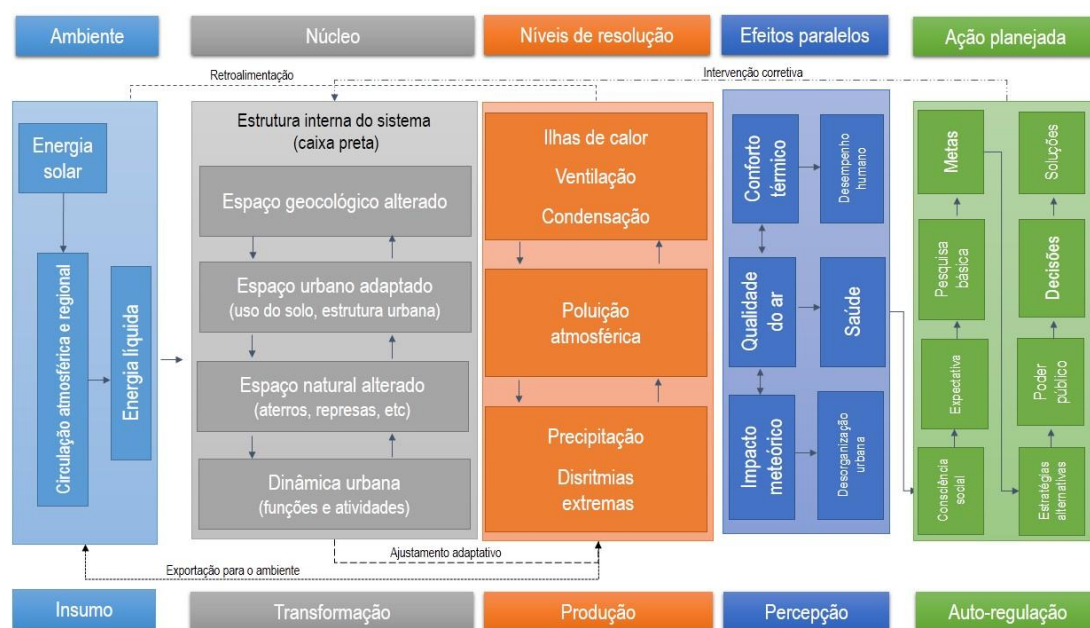 Ambiente
Núcleo
Níveis de resolução
Efeitos paralelos
Ação planejada
Retroalimentação
Intervenção corretiva
Energia
solar
Circulação atmosférica e regional
Energia líquida
Estrutura interna do sistema
(caixa preta)
Espaço geocológico alterado
Espaço urbano adaptado
(uso do solo, estrutura urbana)
Espaço natural alterado
(aterros, represas, etc)
Dinâmica urbana
(funções e atividades)
Ilhas de calor
Ventilação
Condensação
Poluição
atmosférica
Precipitação
Disritmias
extremas
Conforto
térmico
Desempenho
humano
Qualidade
do ar
Saúde
Impacto
meteórico
Desorganização
urbana
Metas
Pesquisa
básica
Expectativa
Consciência
social
Soluções
Decisões
Poder
público
Estratégias
alternativas
Ajustamento adaptativo
Exportação para o ambiente
Insumo
Transformação
Produção
Percepção
Auto-regulação